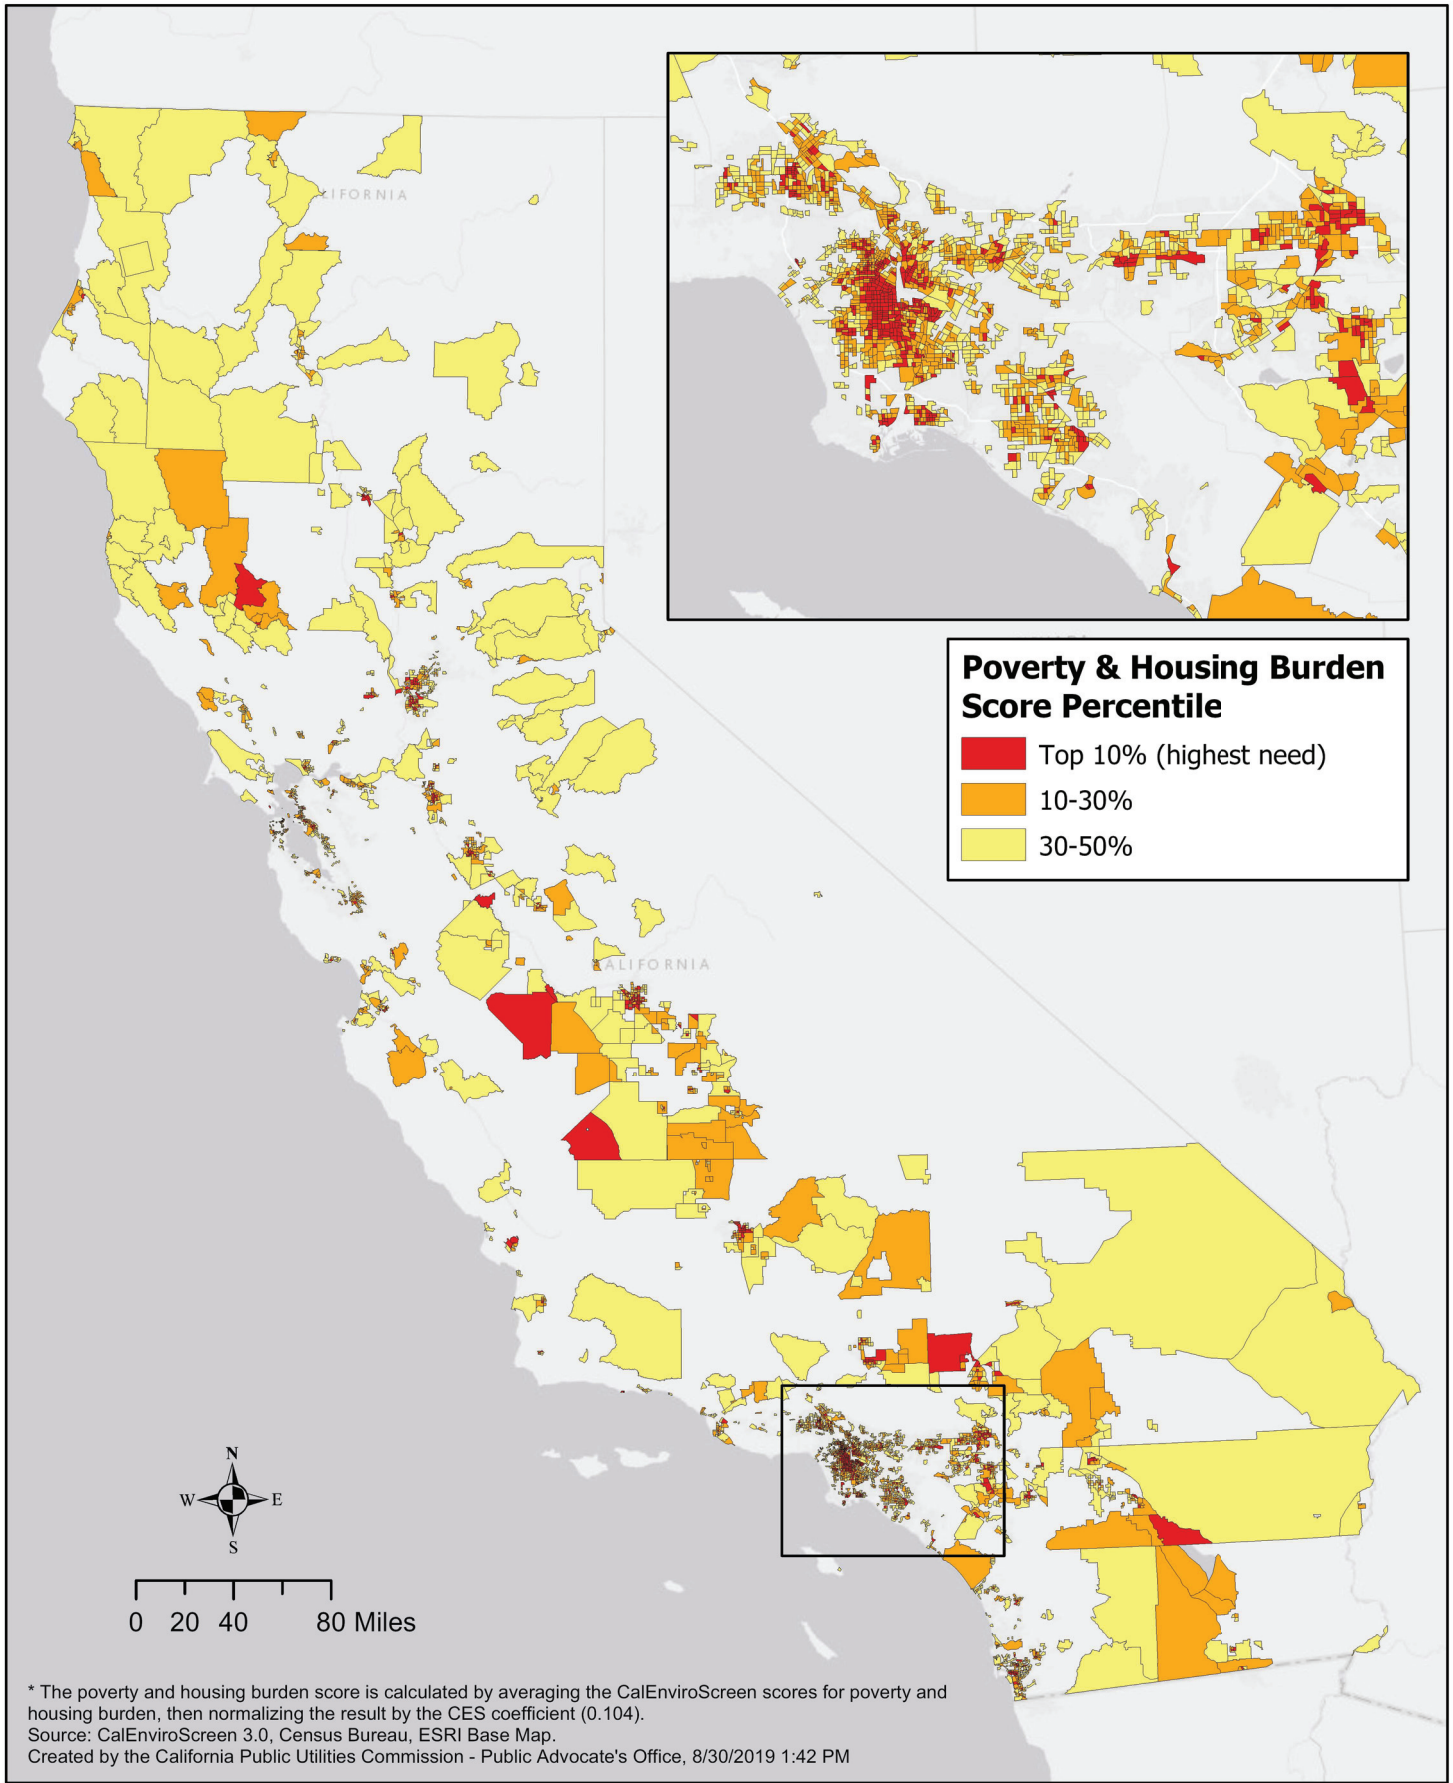 LIFORNIA
Poverty & Housing Burden
Score Percentile
Top 10% (highest need)
10-30%
30-50%
ALIFORNIA
N
W E
S
0 20 40 80 Miles
* The poverty and housing burden score is calculated by averaging the CalEnviroScreen scores for poverty and
housing burden, then normalizing the result by the CES coefficient (0.104).
Source: CalEnviroScreen 3.0, Census Bureau, ESRI Base Map.
Created by the California Public Utilities Commission - Public Advocate's Office, 8/30/2019 1:42 PM